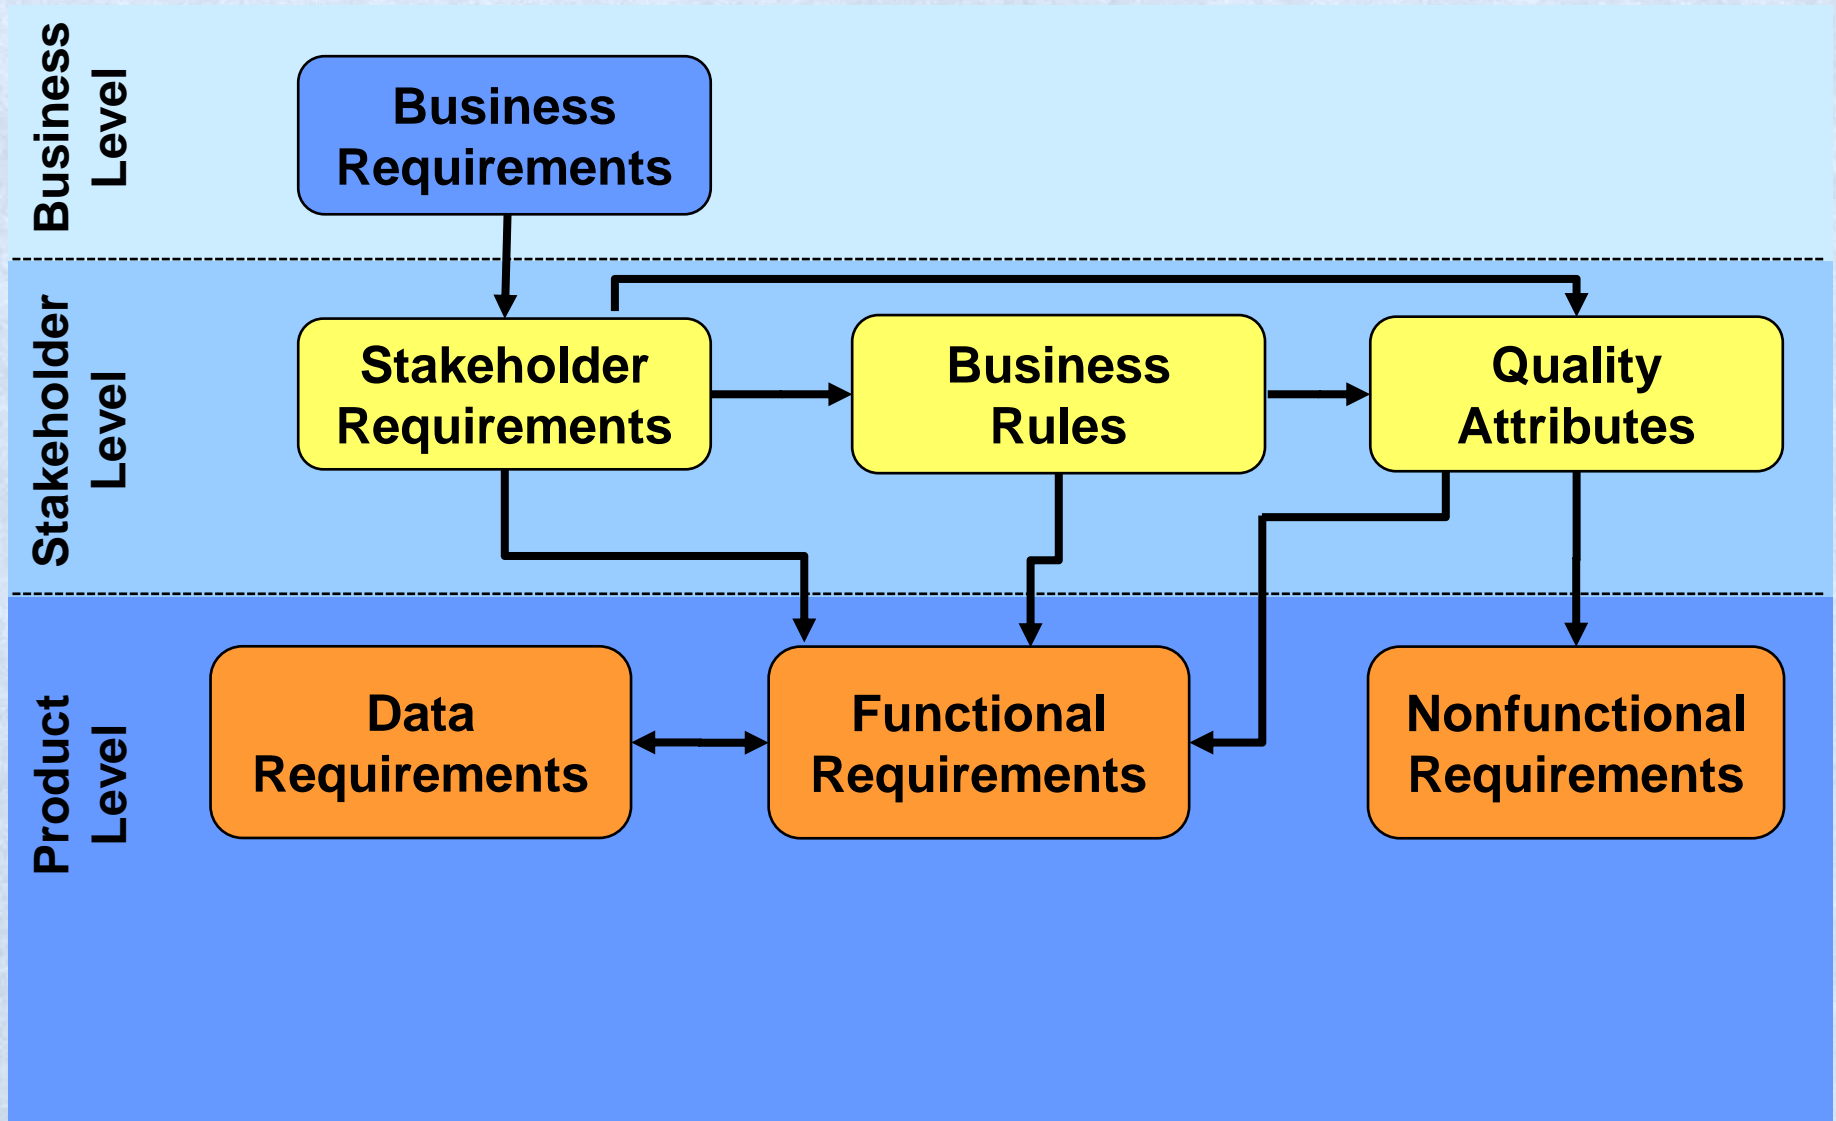 Business
Level
Business
Requirements
Stakeholder
Level
Stakeholder
Requirements
Business
Rules
Quality
Attributes
Product
Level
Data
Requirements
Functional
Requirements
Nonfunctional
Requirements